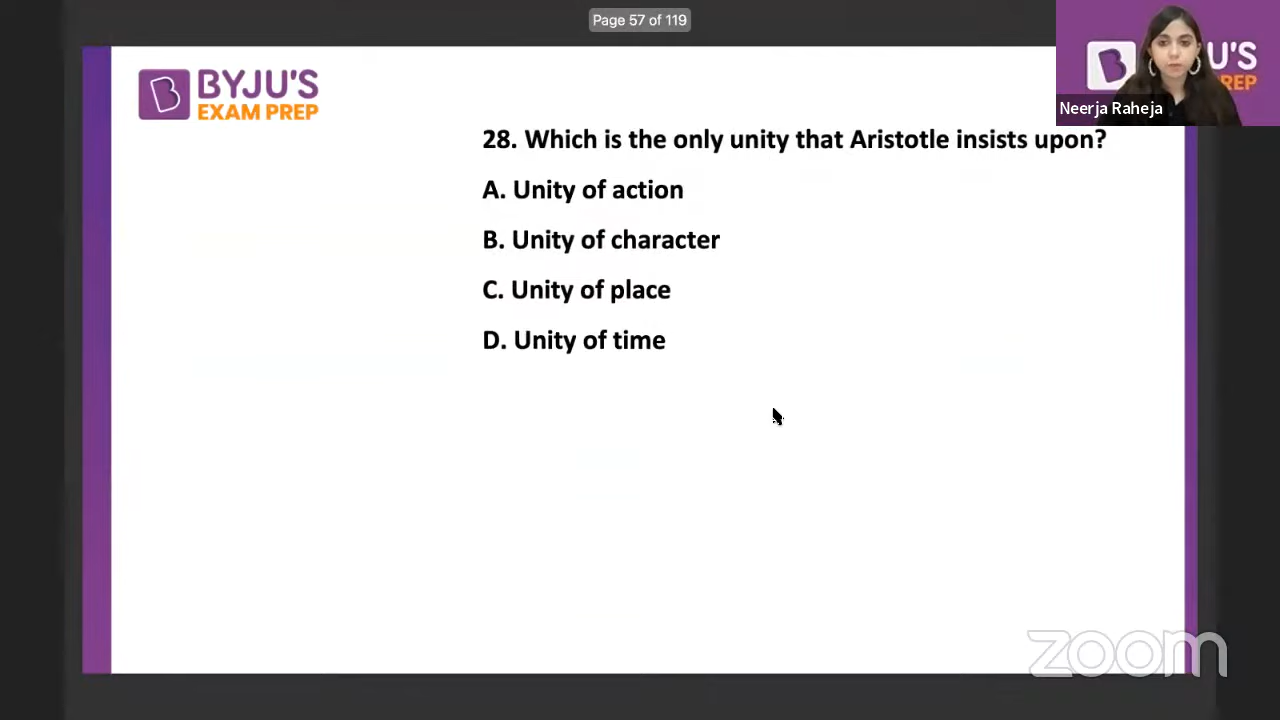 Page 57 of 119
BYJU'S
EXAM PREP
U'S
REP
Neerja Raheja
28. Which is the only unity that Aristotle insists upon?
A. Unity of action
B. Unity of character
C. Unity of place
D. Unity of time
zoom